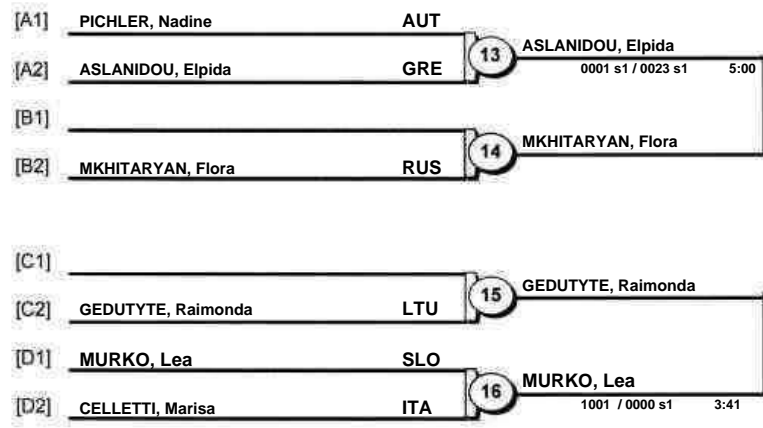 [A1] PICHLER, Nadine AUT
13 ASLANIDOU, Elpida
[A2] ASLANIDOU, Elpida GRE
0001 s1 / 0023 s1 5:00
[B1]
14 MKHITARYAN, Flora
[B2] MKHITARYAN, Flora RUS
[C1]
15 GEDUTYTE, Raimonda
[C2] GEDUTYTE, Raimonda LTU
[D1] MURKO, Lea SLO
16 MURKO, Lea
[D2] CELLETTI, Marisa ITA
1001 / 0000 s1 3:41